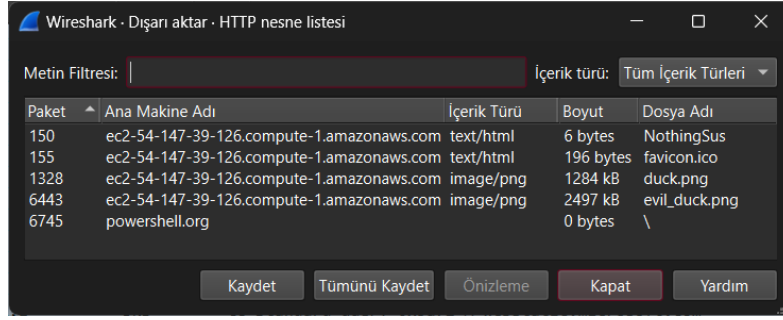 Wireshark · Dışarı aktar · HTTP nesne listesi
Metin Filtresi: İçerik türü: Tüm İçerik Türleri
Paket Ana Makine Adı İçerik Türü Boyut Dosya Adı
150 ec2-54-147-39-126.compute-1.amazonaws.com text/html 6 bytes NothingSus
155 ec2-54-147-39-126.compute-1.amazonaws.com text/html 196 bytes favicon.ico
1328 ec2-54-147-39-126.compute-1.amazonaws.com image/png 1284 kB duck.png
6443 ec2-54-147-39-126.compute-1.amazonaws.com image/png 2497 kB evil_duck.png
6745 powershell.org 0 bytes \
Kaydet Tümünü Kaydet Önizleme Kapat Yardım